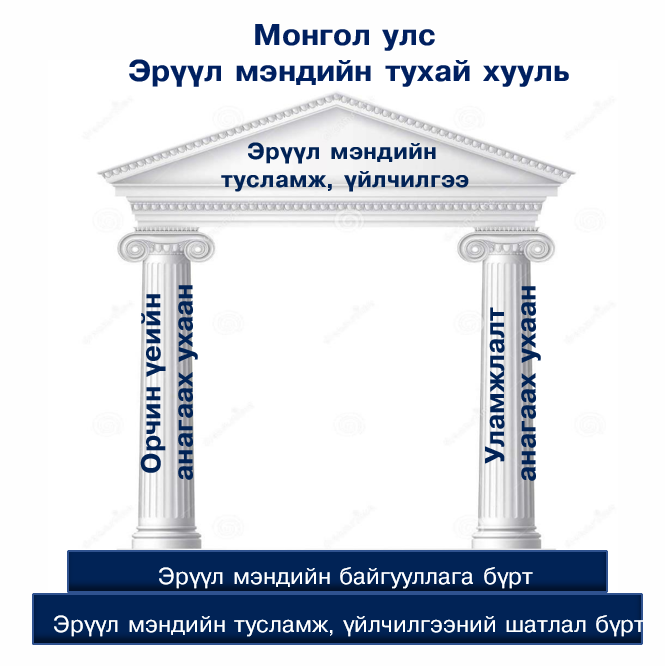 Монгол улс
Эрүүл мэндийн тухай хууль
Эрүүл мэндийн
тусламж, үйлчилгээ
Орчин үеийн
анагаах ухаан
Уламжлалт
анагаах ухаан
Эрүүл мэндийн байгууллага бүрт
Эрүүл мэндийн тусламж, үйлчилгээний шатлал бүрт